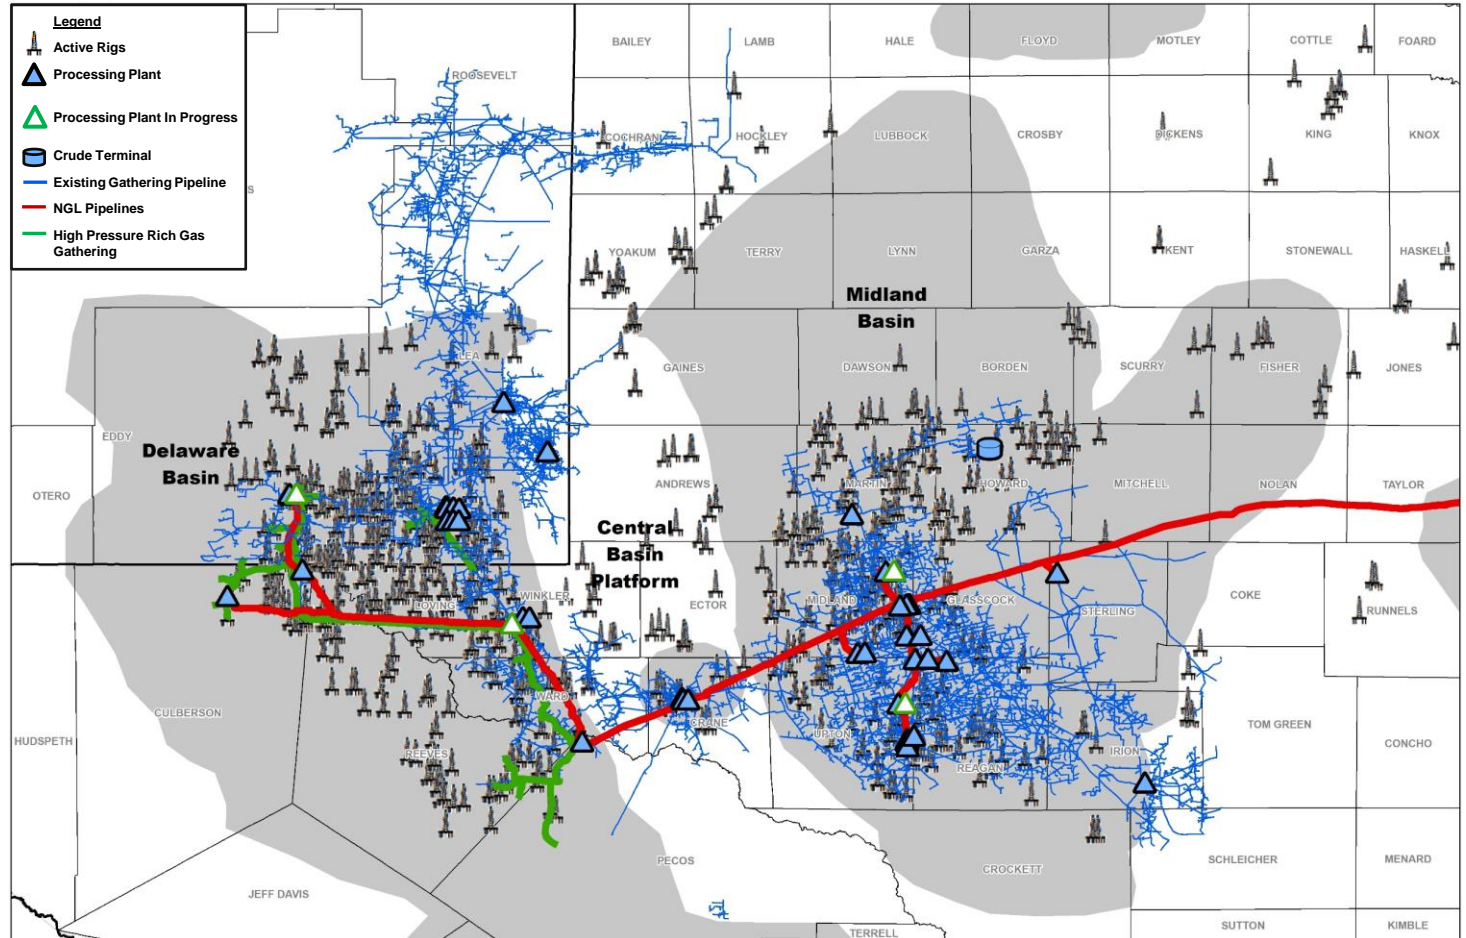 Legend
Active Rigs
Processing Plant
Processing Plant In Progress
Crude Terminal
Existing Gathering Pipeline
NGL Pipelines
High Pressure Rich Gas
Gathering
S
ROOSEVELT
BAILEY
LAMB
HALE
FLOYD
MOTLEY
COTTLE
FOARD
COCHRAN
HOCKLEY
LUBBOCK
CROSBY
DICKENS
KING
KNOX
YOAKUM
TERRY
LYNN
GARZA
KENT
STONEWALL
HASKELL
Midland
Basin
LEA
GAINES
DAWSON
BORDEN
SCURRY
FISHER
JONES
EDDY
Delaware
Basin
OTERO
ANDREWS
MARTIN
HOWARD
MITCHELL
NOLAN
TAYLOR
Central
Basin
Platform
LOVING
WINKLER
ECTOR
MIDLAND
GLASSCOCK
STERLING
COKE
RUNNELS
CULBERSON
HUDSPETH
WARD
CRANE
REEVES
UPTON
REAGAN
IRION
TOM GREEN
CONCHO
JEFF DAVIS
PECOS
CROCKETT
SCHLEICHER
MENARD
TERRELL
SUTTON
KIMBLE